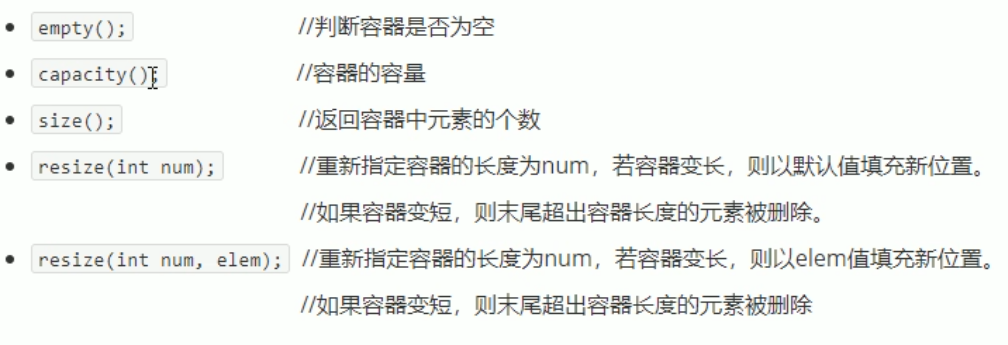 empty(); //判断容器是否为空
capacity(); //容器的容量
size(); //返回容器中元素的个数
resize(int num); //重新指定容器的长度为num，若容器变长，则以默认值填充新位置。
//如果容器变短，则末尾超出容器长度的元素被删除。
resize(int num, elem); //重新指定容器的长度为num，若容器变长，则以elem值填充新位置。
//如果容器变短，则末尾超出容器长度的元素被删除